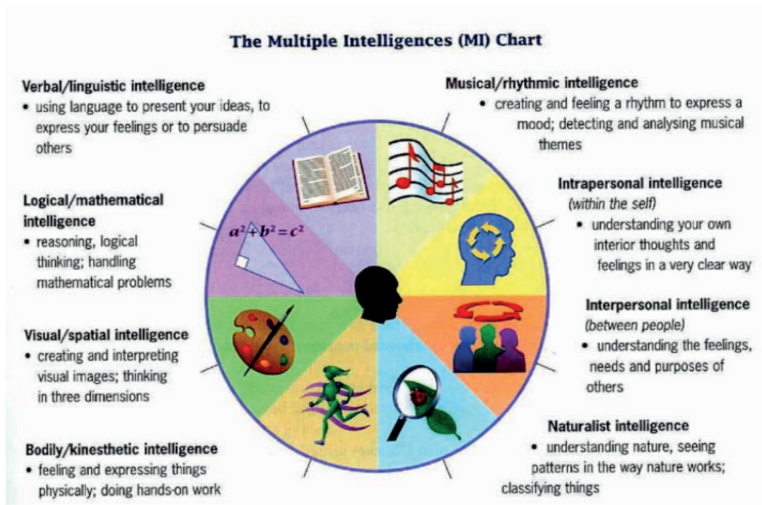 The Multiple Intelligences (MI) Chart
Verbal/linguistic intelligence
• using language to present your ideas, to
express your feelings or to persuade
others
Logical/mathematical
intelligence
• reasoning, logical
thinking; handling
mathematical problems
Visual/spatial intelligence
• creating and interpreting
visual images; thinking
in three dimensions
Bodily/kinesthetic intelligence
• feeling and expressing things
physically; doing hands-on work
a²+b²=c²
Musical/rhythmic intelligence
• creating and feeling a rhythm to express a
mood; detecting and analysing musical
themes
Intrapersonal intelligence
(within the self)
• understanding your own
interior thoughts and
feelings in a very clear way
Interpersonal intelligence
(between people)
• understanding the feelings,
needs and purposes of
others
Naturalist intelligence
• understanding nature, seeing
patterns in the way nature works;
classifying things